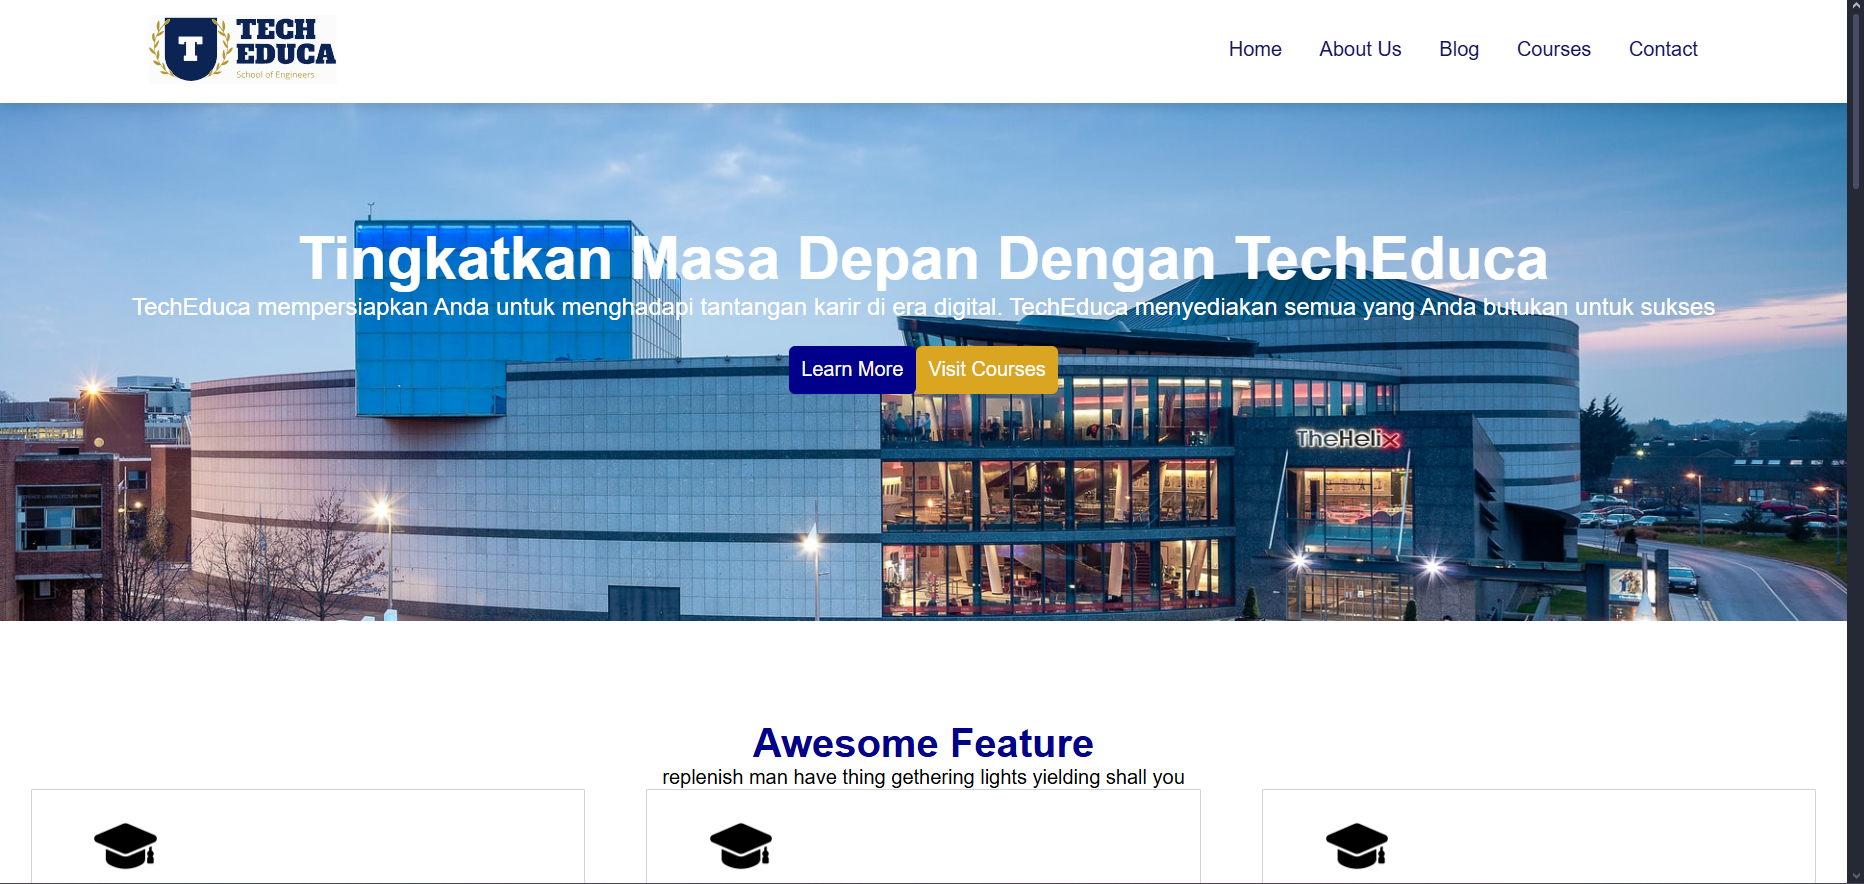 T
TECH
EDUCA
School of Engineers
Home About Us Blog Courses Contact
Tingkatkan Masa Depan Dengan TechEduca
TechEduca mempersiapkan Anda untuk menghadapi tantangan karir di era digital. TechEduca menyediakan semua yang Anda butukan untuk sukses
Learn More Visit Courses
TheHelix
Awesome Feature
replenish man have thing gethering lights yielding shall you